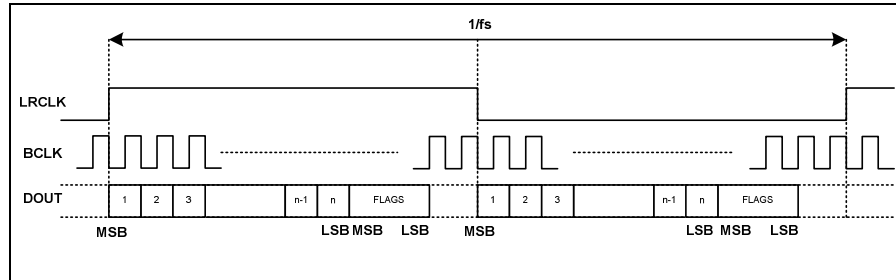 1/fs
LRCLK
BCLK
DOUT 1 2 3 n-1 n FLAGS 1 2 3 n-1 n FLAGS
MSB LSB MSB LSB MSB LSB MSB LSB